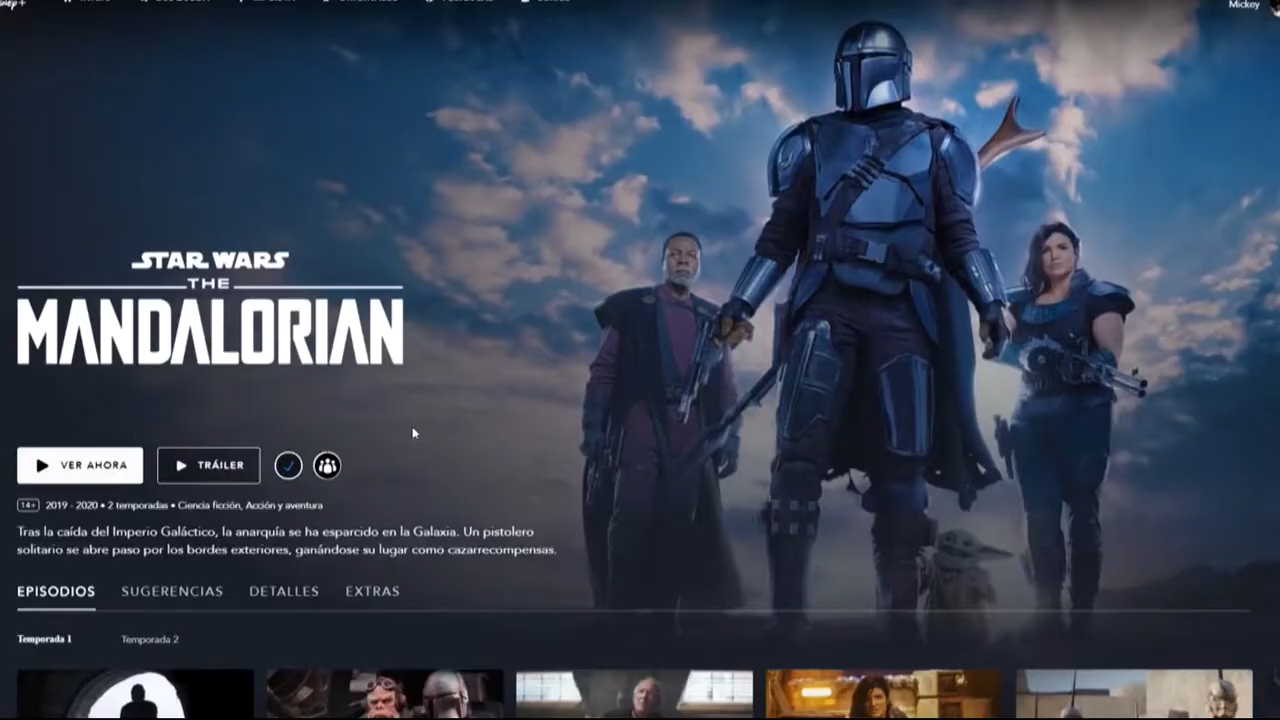 Mickey
STAR WARS
THE
MANDALORIAN
VER AHORA
TRÁILER
14+ 2019 - 2020 • 2 temporadas • Ciencia ficción, Acción y aventura
Tras la caída del Imperio Galáctico, la anarquía se ha esparcido en la Galaxia. Un pistolero
solitario se abre paso por los bordes exteriores, ganándose su lugar como cazarrecompensas.
EPISODIOS SUGERENCIAS DETALLES EXTRAS
Temporada 1 Temporada 2